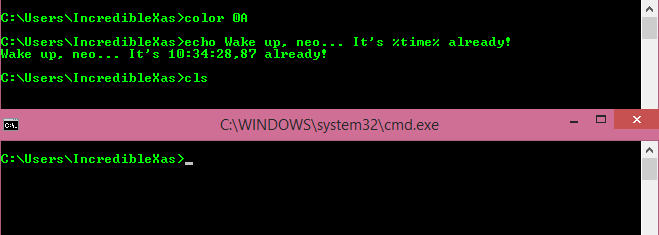 C:\Users\IncredibleXas>color 0A
C:\Users\IncredibleXas>echo Wake up, neo... It's %time% already!
Wake up, neo... It's 10:34:28,87 already!
C:\Users\IncredibleXas>cls
C:\WINDOWS\system32\cmd.exe
C:\Users\IncredibleXas>_